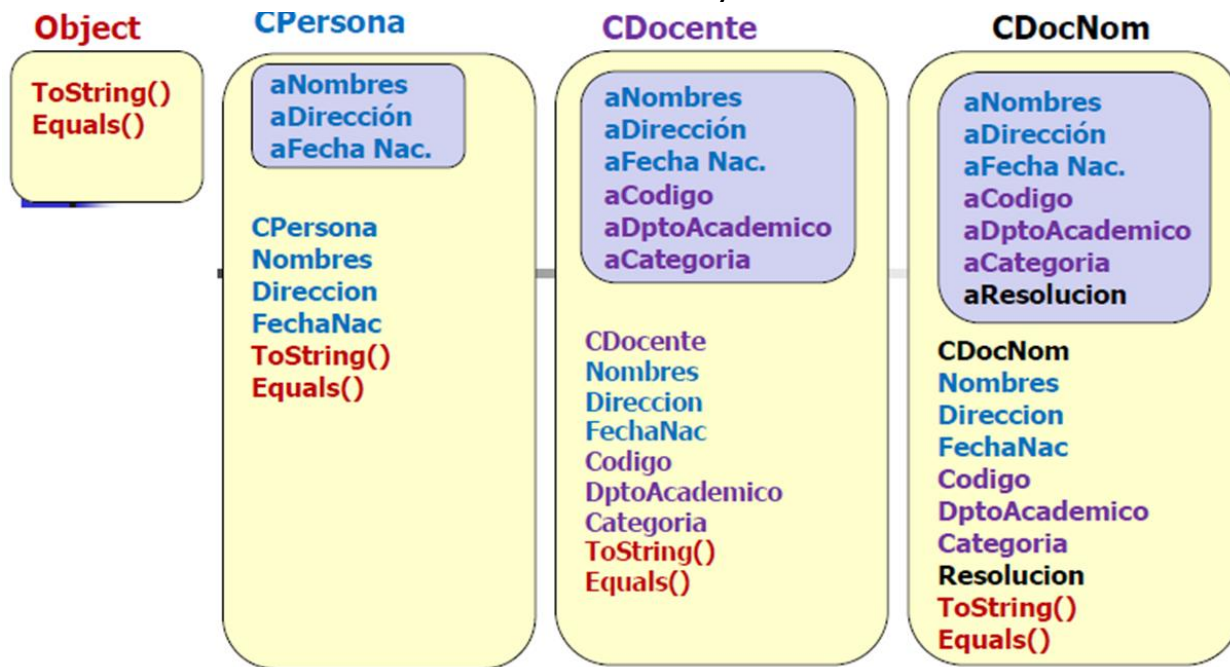 Object
ToString()
Equals()
CPersona
aNombres
aDirección
aFecha Nac.
CPersona
Nombres
Direccion
FechaNac
ToString()
Equals()
CDocente
aNombres
aDirección
aFecha Nac.
aCodigo
aDptoAcademico
aCategoria
CDocente
Nombres
Direccion
FechaNac
Codigo
DptoAcademico
Categoria
ToString()
Equals()
CDocNom
aNombres
aDirección
aFecha Nac.
aCodigo
aDptoAcademico
aCategoria
aResolucion
CDocNom
Nombres
Direccion
FechaNac
Codigo
DptoAcademico
Categoria
Resolucion
ToString()
Equals()